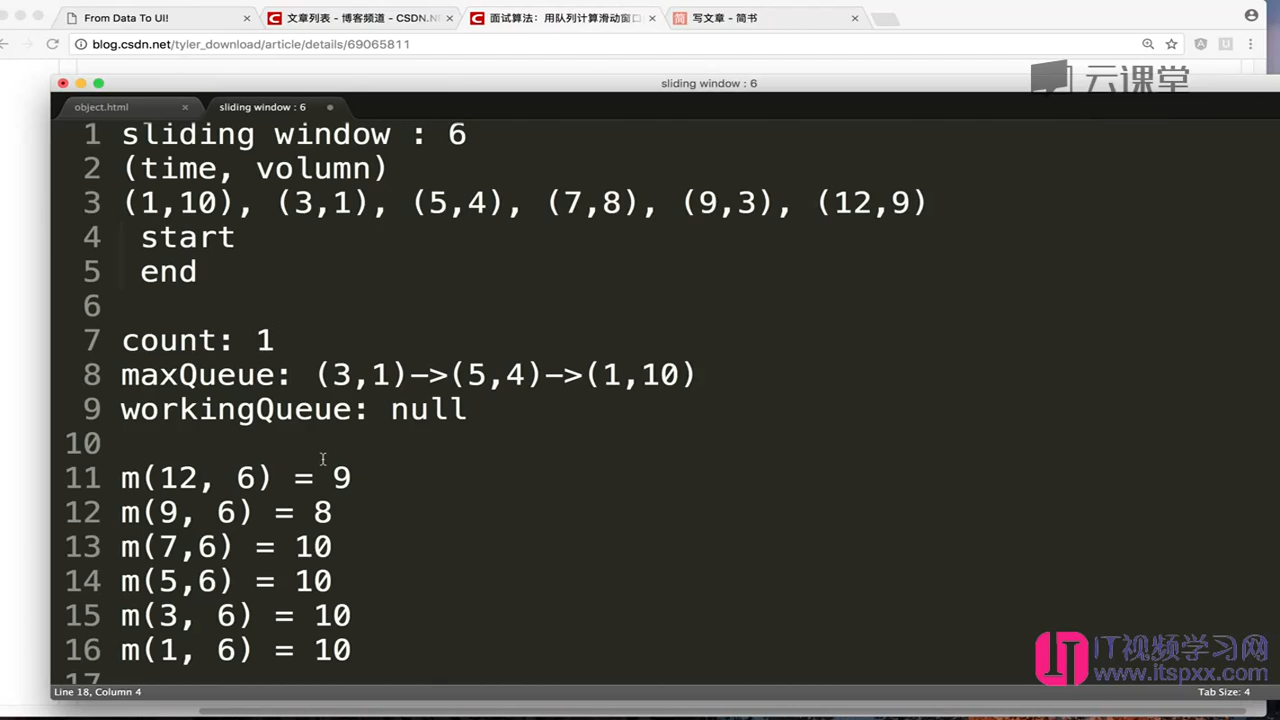 From Data To UI!
文章列表 - 博客频道 - CSDN.NE
面试算法：用队列计算滑动窗口
写文章 - 简书
blog.csdn.net/tyler_download/article/details/69065811
sliding window : 6
云课堂
object.html
sliding window : 6
1 sliding window : 6
2 (time, volumn)
3 (1,10), (3,1), (5,4), (7,8), (9,3), (12,9)
4 start
5 end
6
7 count: 1
8 maxQueue: (3,1)->(5,4)->(1,10)
9 workingQueue: null
10
11 m(12, 6) = 9
12 m(9, 6) = 8
13 m(7,6) = 10
14 m(5,6) = 10
15 m(3, 6) = 10
16 m(1, 6) = 10
17
IT视频学习网
www.itspxx.com
Line 18, Column 4
Tab Size: 4